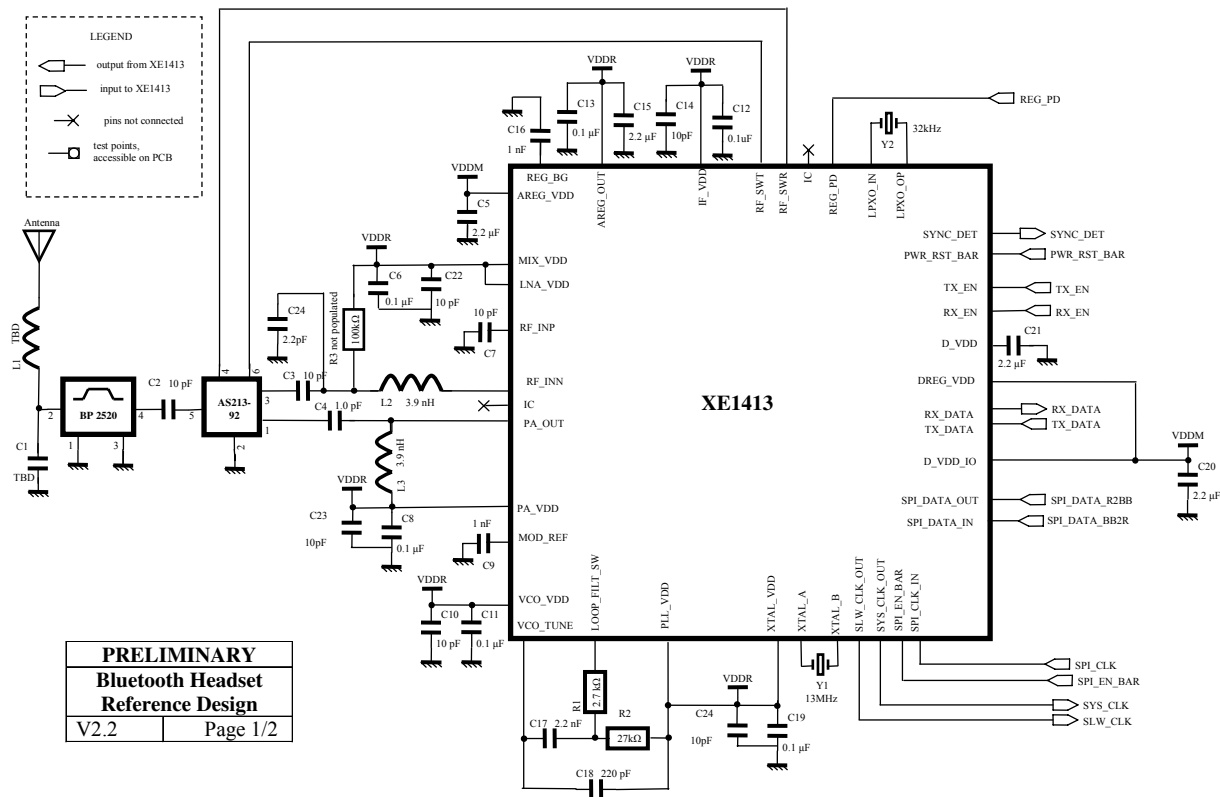 LEGEND
output from XE1413
input to XE1413
pins not connected
test points,
accessible on PCB
Antenna
TBD
L1
C1
TBD
2
BP 2520
4
1
3
C2
10 pF
5
AS213-
92
4
6
3
1
2
C24
2.2pF
C3
10 pF
C4
1.0 pF
R3 not populated
100kΩ
L2
3.9 nH
3.9 nH
L3
VDDM
C5
2.2 µF
VDDR
C6
0.1 µF
C22
10 pF
10 pF
C7
VDDR
C23
10pF
C8
0.1 µF
1 nF
C9
VDDR
C10
10 pF
C11
0.1 µF
C16
1 nF
VDDR
C13
0.1 µF
C15
2.2 µF
VDDR
C14
10pF
C12
0.1uF
REG_PD
32kHz
Y2
XE1413
REG_BG
AREG_VDD
AREG_OUT
IF_VDD
RF_SWT
RF_SWR
IC
REG_PD
LPXO_IN
LPXO_OP
MIX_VDD
LNA_VDD
RF_INP
RF_INN
IC
PA_OUT
PA_VDD
MOD_REF
VCO_VDD
VCO_TUNE
LOOP_FILT_SW
PLL_VDD
XTAL_VDD
XTAL_A
XTAL_B
SLW_CLK_OUT
SYS_CLK_OUT
SPI_EN_BAR
SPI_CLK_IN
SYNC_DET
SYNC_DET
PWR_RST_BAR
PWR_RST_BAR
TX_EN
TX_EN
RX_EN
RX_EN
D_VDD
C21
2.2 µF
DREG_VDD
RX_DATA
RX_DATA
TX_DATA
TX_DATA
D_VDD_IO
VDDM
C20
2.2 µF
SPI_DATA_OUT
SPI_DATA_R2BB
SPI_DATA_IN
SPI_DATA_BB2R
SPI_CLK
SPI_EN_BAR
SYS_CLK
SLW_CLK
Y1
13MHz
R1
2.7 kΩ
C17
2.2 nF
R2
27kΩ
C18
220 pF
VDDR
C24
10pF
C19
0.1 µF
PRELIMINARY
Bluetooth Headset
Reference Design
V2.2
Page 1/2